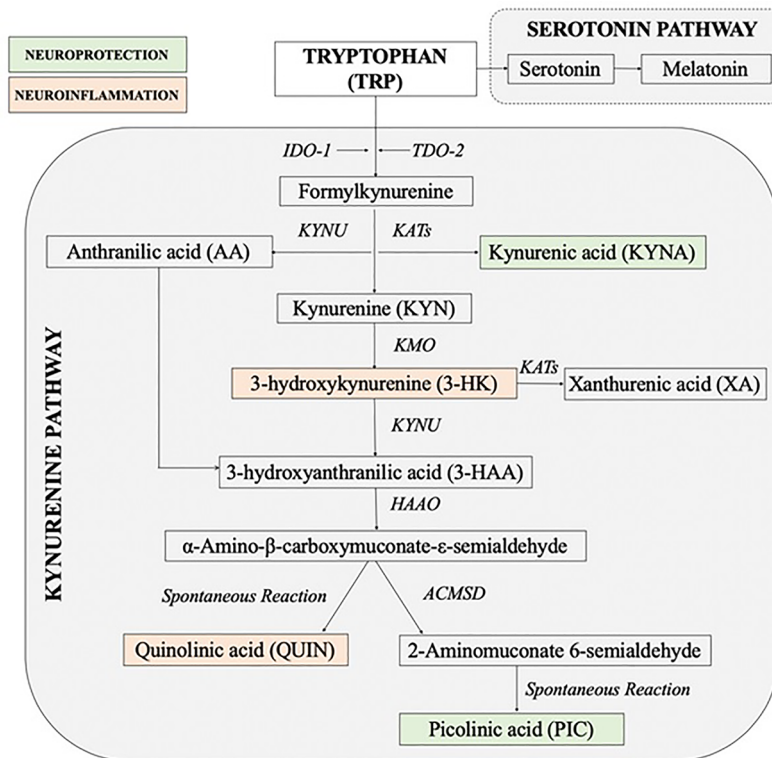 SEROTONIN PATHWAY
NEUROPROTECTION
TRYPTOPHAN
(TRP)
Serotonin
Melatonin
NEUROINFLAMMATION
IDO-1
TDO-2
Formylkynurenine
KYNU
KATs
Anthranilic acid (AA)
Kynurenic acid (KYNA)
Kynurenine (KYN)
KMO
3-hydroxykynurenine (3-HK)
KATs
Xanthurenic acid (XA)
KYNU
KYNURENINE PATHWAY
3-hydroxyanthranilic acid (3-HAA)
HAAO
α-Amino-β-carboxymuconate-ε-semialdehyde
Spontaneous Reaction
ACMSD
Quinolinic acid (QUIN)
2-Aminomuconate 6-semialdehyde
Spontaneous Reaction
Picolinic acid (PIC)